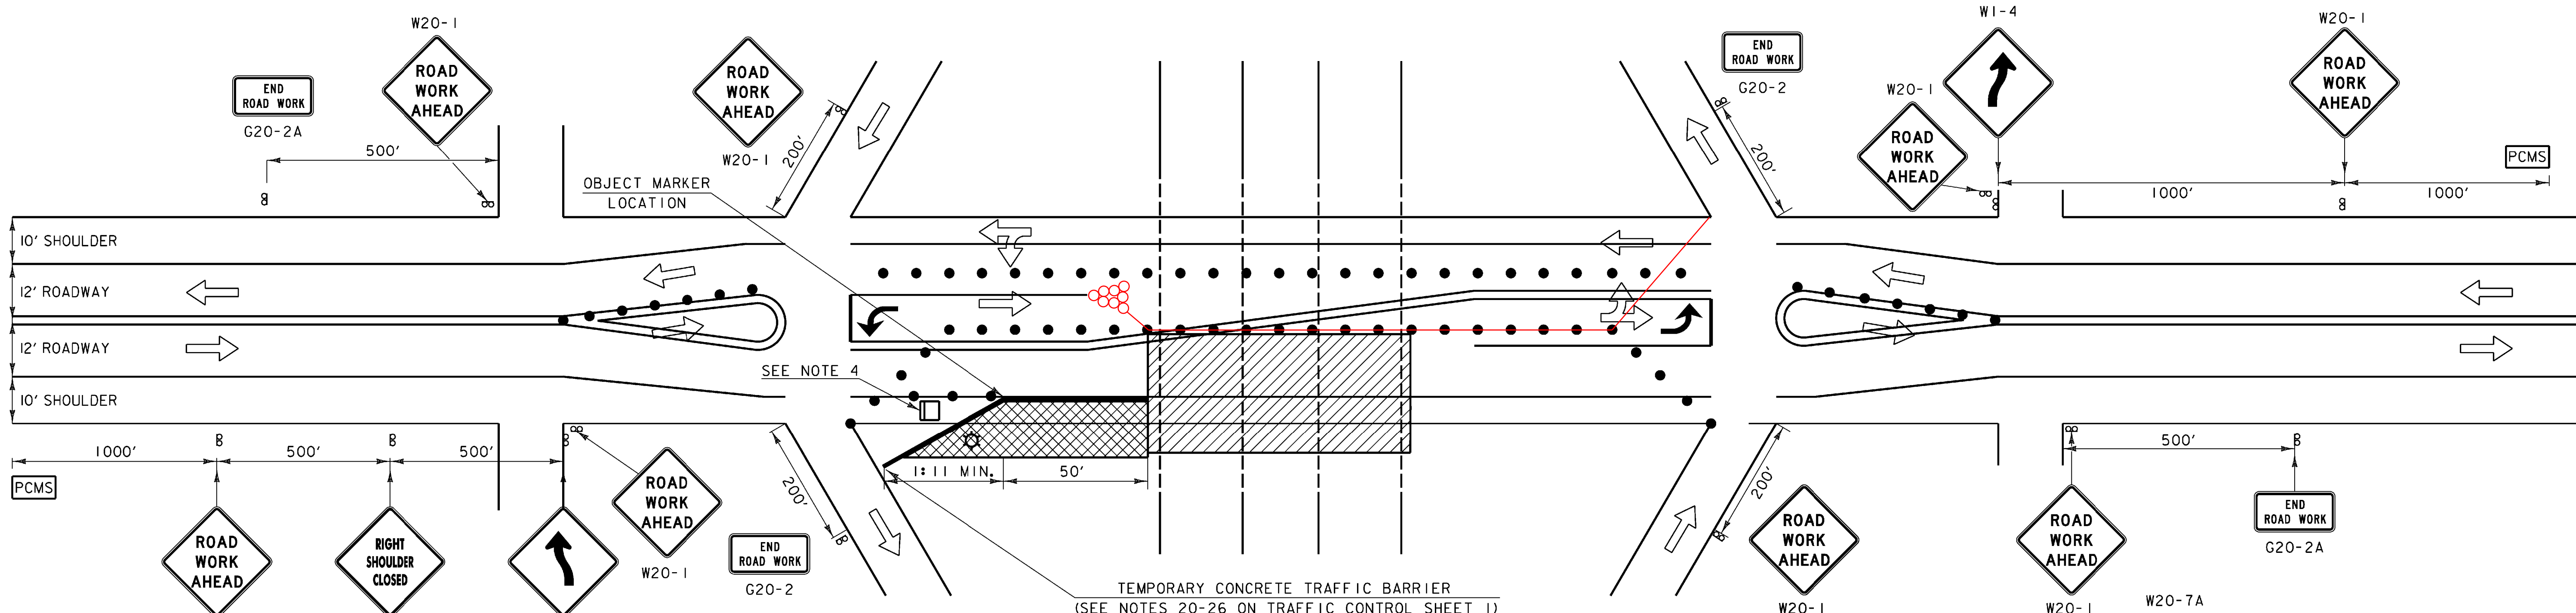 W20-1
W1-4
W20-1
END
ROAD WORK
G20-2A
ROAD
WORK
AHEAD
ROAD
WORK
AHEAD
W20-1
END
ROAD WORK
G20-2
W20-1
ROAD
WORK
AHEAD
ROAD
WORK
AHEAD
PCMS
500'
200'
200'
1000'
1000'
OBJECT MARKER
LOCATION
10' SHOULDER
12' ROADWAY
12' ROADWAY
10' SHOULDER
SEE NOTE 4
1000'
500'
500'
PCMS
ROAD
WORK
AHEAD
RIGHT
SHOULDER
CLOSED
ROAD
WORK
AHEAD
W20-1
200'
END
ROAD WORK
G20-2
1:11 MIN.
50'
TEMPORARY CONCRETE TRAFFIC BARRIER
(SEE NOTES 20-26 ON TRAFFIC CONTROL SHEET 1)
200'
ROAD
WORK
AHEAD
W20-1
ROAD
WORK
AHEAD
W20-1
500'
END
ROAD WORK
G20-2A
W20-7A